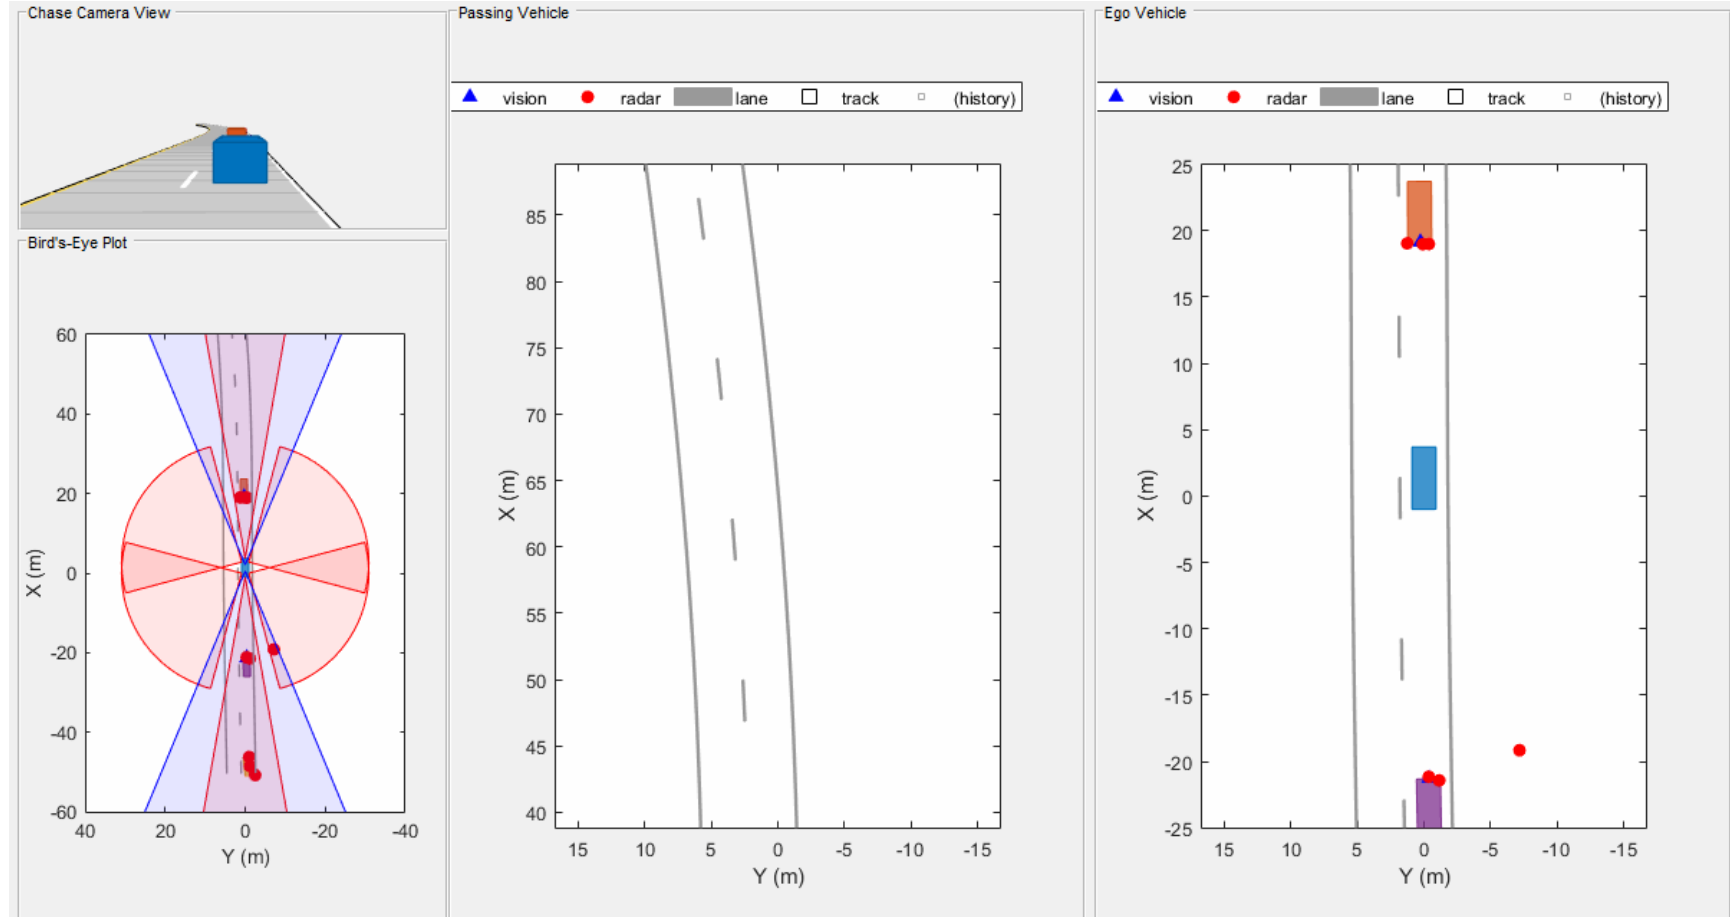 Chase Camera View
Bird's-Eye Plot
60
40
20
0
-20
-40
-60
X (m)
40 20 0 -20 -40
Y (m)
Passing Vehicle
vision radar lane track (history)
85
80
75
70
65
60
55
50
45
40
X (m)
15 10 5 0 -5 -10 -15
Y (m)
Ego Vehicle
vision radar lane track (history)
25
20
15
10
5
0
-5
-10
-15
-20
-25
X (m)
15 10 5 0 -5 -10 -15
Y (m)